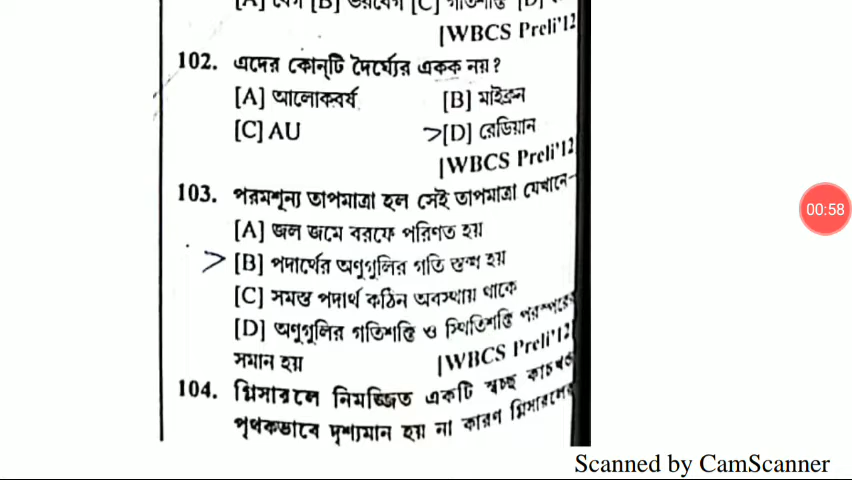 [WBCS Preli'12
102. এদের কোন্‌টি দৈর্ঘ্যের একক নয়?
[A] আলোকবর্ষ [B] মাইক্রন
[C] AU [D] রেডিয়ান
[WBCS Preli'12
103. পরমশূন্য তাপমাত্রা হল সেই তাপমাত্রা যেখানে-
[A] জল জমে বরফে পরিণত হয়
[B] পদার্থের অণুগুলির গতি স্তব্ধ হয়
[C] সমস্ত পদার্থ কঠিন অবস্থায় থাকে
[D] অণুগুলির গতিশক্তি ও স্থিতিশক্তি পরস্পরের
সমান হয় [WBCS Preli'12
104. গ্লিসারলে নিমজ্জিত একটি স্বচ্ছ কাচখণ্ড
পৃথকভাবে দৃশ্যমান হয় না কারণ গ্লিসারলের
00:58
Scanned by CamScanner